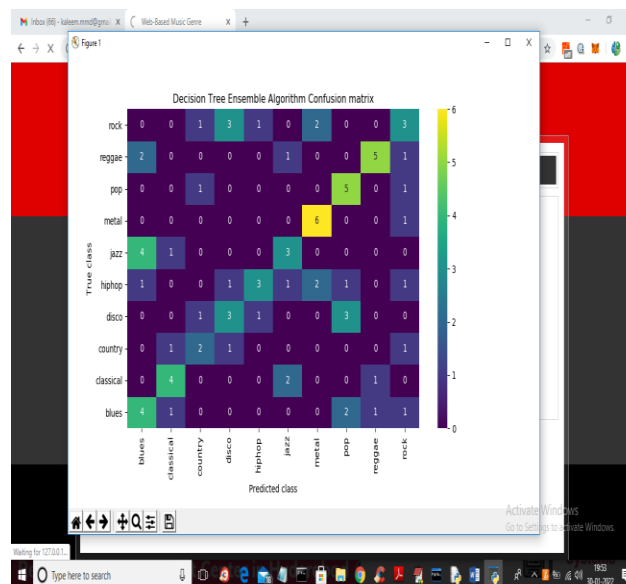 Inbox (66) - kaleem.mmd@gmai X Web-Based Music Genre X +
Figure 1
Decision Tree Ensemble Algorithm Confusion matrix
rock 0 0 1 3 1 0 2 0 0 3
reggae 2 0 0 0 0 1 0 0 5 1
pop 0 0 1 0 0 0 0 5 0 1
metal 0 0 0 0 0 0 6 0 0 1
jazz 4 1 0 0 0 3 0 0 0 0
hiphop 1 0 0 1 3 1 2 1 0 1
disco 0 0 1 3 1 0 0 3 0 0
country 0 1 2 1 0 0 0 0 0 1
classical 0 4 0 0 0 2 0 0 1 0
blues 4 1 0 0 0 0 0 2 1 1
True class
blues classical country disco hiphop jazz metal pop reggae rock
Predicted class
6
5
4
3
2
1
0
Activate Windows
Go to Settings to activate Windows.
Waiting for 127.0.0.1...
Type here to search
19:53
30-01-2022